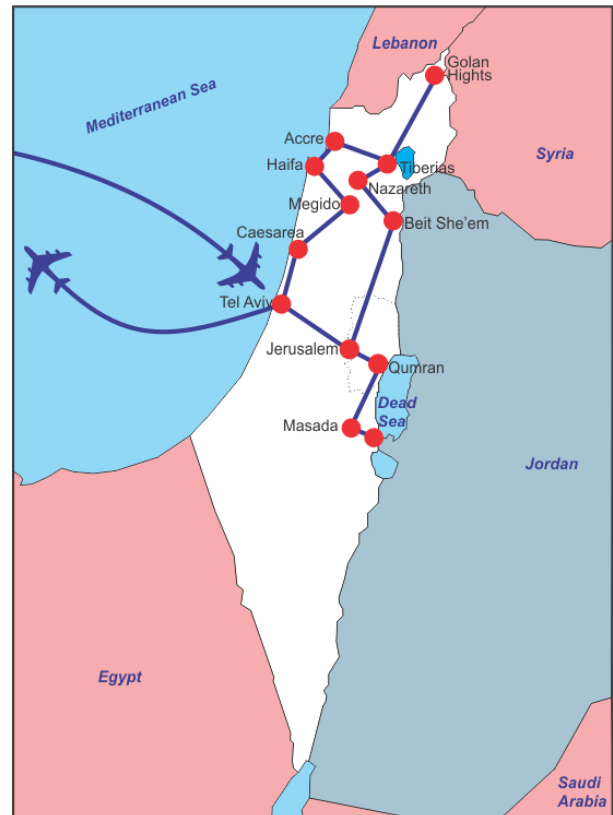 Lebanon
Golan
Hights
Mediterranean Sea
Accre
Syria
Haifa
Tiberias
Nazareth
Megido
Beit She'em
Caesarea
Tel Aviv
Jerusalem
Qumran
Dead
Sea
Masada
Jordan
Egypt
Saudi
Arabia